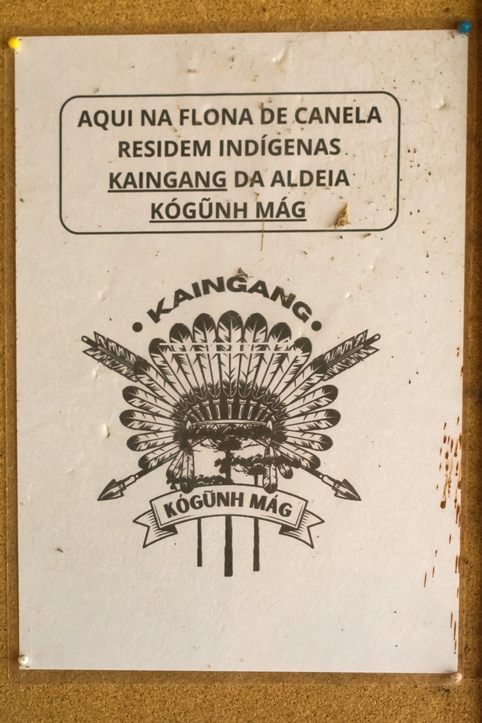 AQUI NA FLONA DE CANELA
RESIDEM INDÍGENAS
KAINGANG DA ALDEIA
KÓGŨNH MÁG
• KAINGANG •
KÓGŨNH MÁG